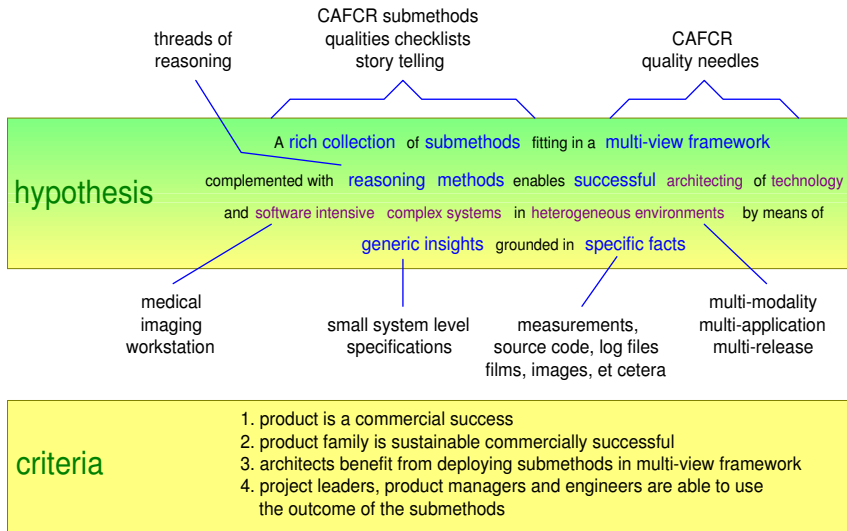 threads of
reasoning
CAFCR submethods
qualities checklists
story telling
CAFCR
quality needles
hypothesis
A rich collection of submethods fitting in a multi-view framework
complemented with reasoning methods enables successful architecting of technology
and software intensive complex systems in heterogeneous environments by means of
generic insights grounded in specific facts
medical
imaging
workstation
small system level
specifications
measurements,
source code, log files
films, images, et cetera
multi-modality
multi-application
multi-release
criteria
1. product is a commercial success
2. product family is sustainable commercially successful
3. architects benefit from deploying submethods in multi-view framework
4. project leaders, product managers and engineers are able to use
the outcome of the submethods